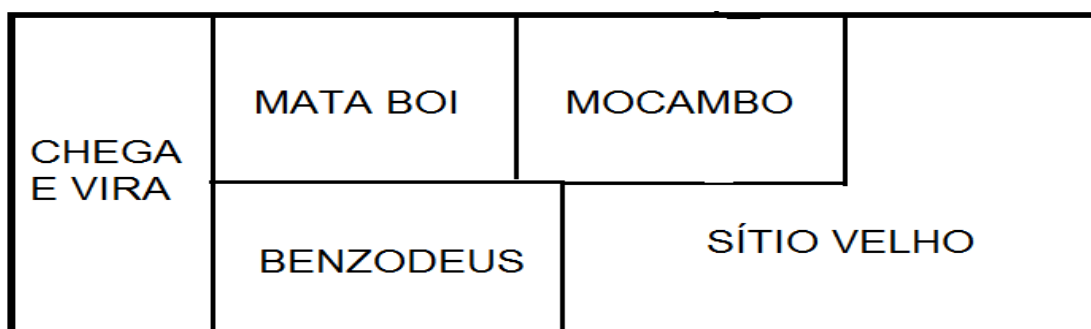 MATA BOI
MOCAMBO
CHEGA
E VIRA
BENZODEUS
SÍTIO VELHO